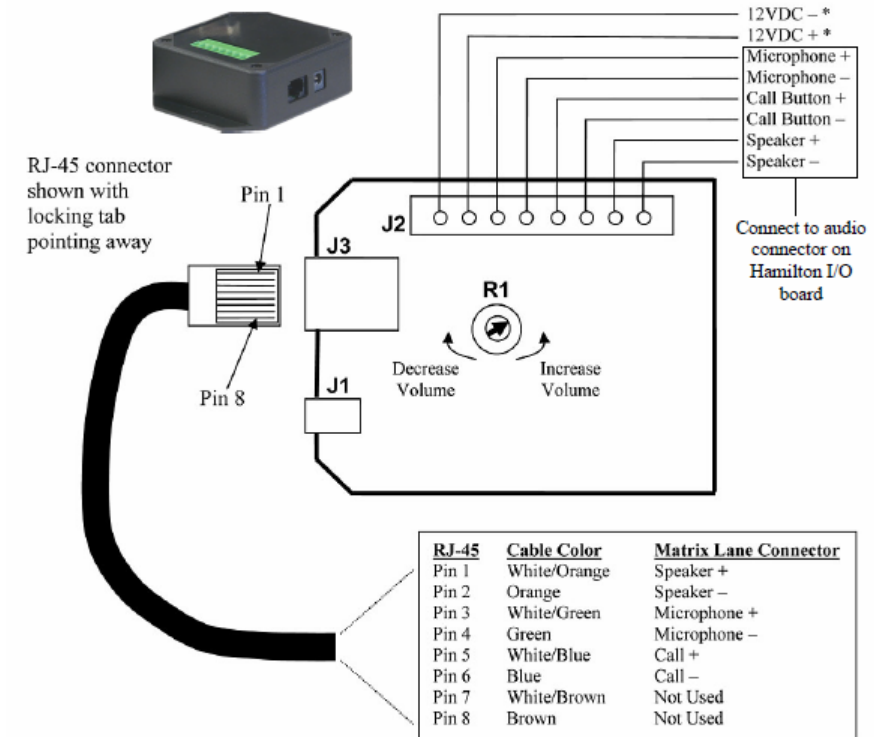 12VDC – *
12VDC + *
Microphone +
Microphone –
Call Button +
Call Button –
Speaker +
Speaker –
Connect to audio
connector on
Hamilton I/O
board
RJ-45 connector
shown with
locking tab
pointing away
Pin 1
Pin 8
J2
J3
R1
Decrease
Volume
Increase
Volume
J1
RJ-45 Cable Color Matrix Lane Connector
Pin 1 White/Orange Speaker +
Pin 2 Orange Speaker –
Pin 3 White/Green Microphone +
Pin 4 Green Microphone –
Pin 5 White/Blue Call +
Pin 6 Blue Call –
Pin 7 White/Brown Not Used
Pin 8 Brown Not Used